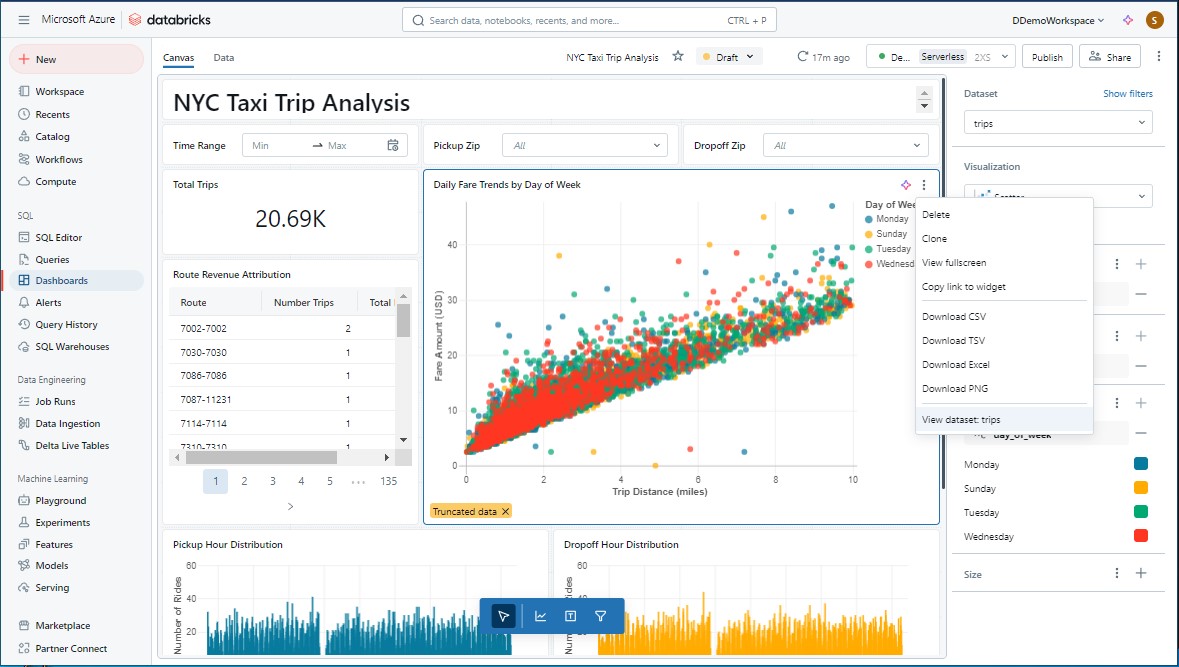 Microsoft Azure databricks
Search data, notebooks, recents, and more... CTRL + P
DDemoWorkspace
S
New
Workspace
Recents
Catalog
Workflows
Compute
SQL
SQL Editor
Queries
Dashboards
Alerts
Query History
SQL Warehouses
Data Engineering
Job Runs
Data Ingestion
Delta Live Tables
Machine Learning
Playground
Experiments
Features
Models
Serving
Marketplace
Partner Connect
Canvas Data
NYC Taxi Trip Analysis Draft
17m ago De... Serverless 2XS Publish Share
NYC Taxi Trip Analysis
Time Range Min Max
Pickup Zip All
Dropoff Zip All
Total Trips
20.69K
Route Revenue Attribution
Route Number Trips Total
7002-7002 2
7030-7030 1
7086-7086 1
7087-11231 1
7114-7114 1
7310-7310 1
1 2 3 4 5 ... 135
Daily Fare Trends by Day of Week
Day of Wee
Monday
Sunday
Tuesday
Wednesd
Fare Amount (USD)
40
30
20
10
0
0 2 4 6 8 10
Trip Distance (miles)
Truncated data
Pickup Hour Distribution
Number of Rides
60
40
20
Dropoff Hour Distribution
Number of Rides
60
40
20
Delete
Clone
View fullscreen
Copy link to widget
Download CSV
Download TSV
Download Excel
Download PNG
View dataset: trips
Dataset Show filters
trips
Visualization
Scatter
day_of_week
Monday
Sunday
Tuesday
Wednesday
Size